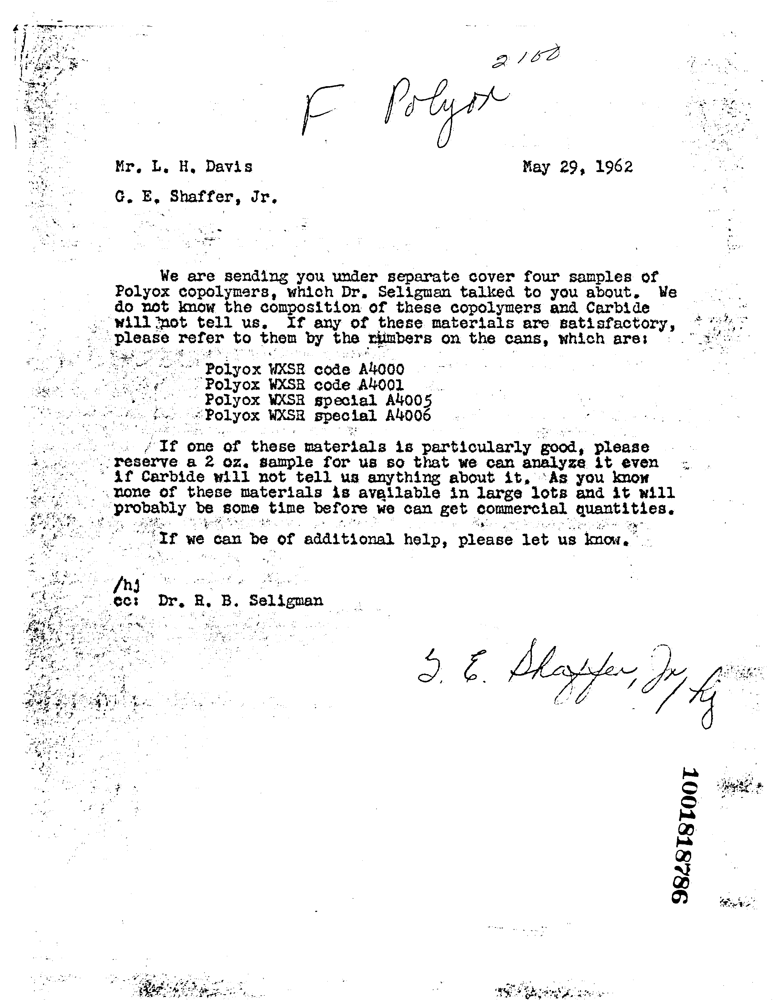 2100
F Polyox
Mr. L. H. Davis May 29, 1962
G. E. Shaffer, Jr.
We are sending you under separate cover four samples of
Polyox copolymers, which Dr. Seligman talked to you about. We
do not know the composition of these copolymers and Carbide
will not tell us. If any of these materials are satisfactory,
please refer to them by the numbers on the cans, which are:
Polyox WXSR code A4000
Polyox WXSR code A4001
Polyox WXSR special A4005
Polyox WXSR special A4006
If one of these materials is particularly good, please
reserve a 2 oz. sample for us so that we can analyze it even
if Carbide will not tell us anything about it. As you know
none of these materials is available in large lots and it will
probably be some time before we can get commercial quantities.
If we can be of additional help, please let us know.
/hj
cc: Dr. R. B. Seligman
G. E. Shaffer, Jr/hj
1001818786